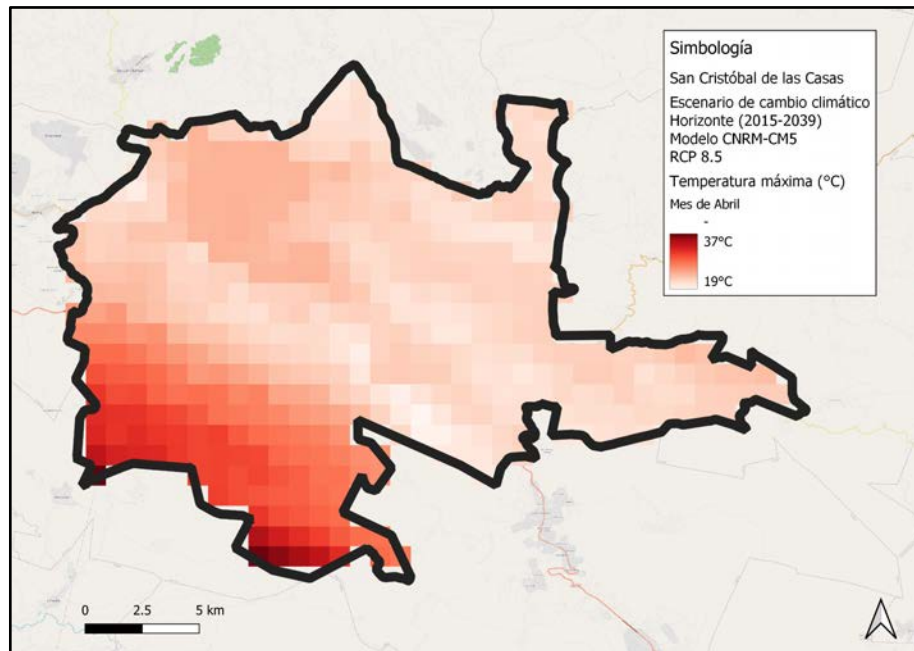 Simbología
San Cristóbal de las Casas
Escenario de cambio climático
Horizonte (2015-2039)
Modelo CNRM-CM5
RCP 8.5
Temperatura máxima (°C)
Mes de Abril
-
37°C
19°C
0 2.5 5 km